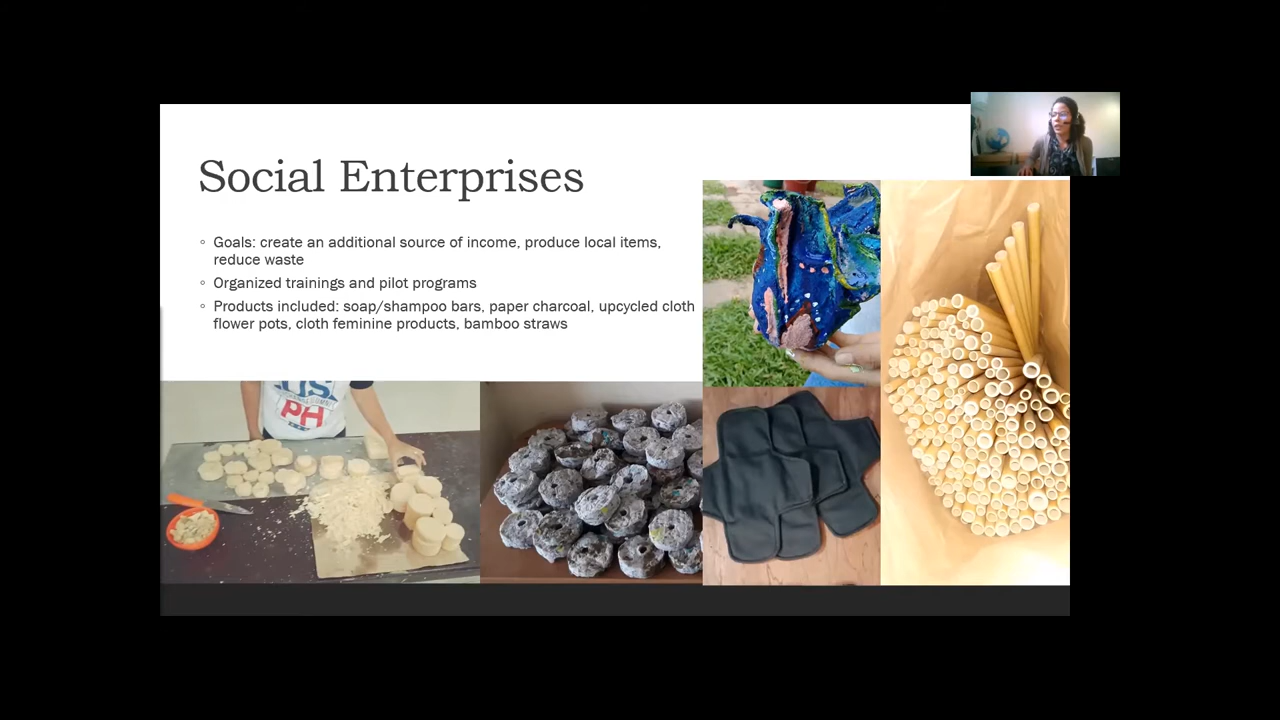 Social Enterprises
◦ Goals: create an additional source of income, produce local items,
reduce waste
◦ Organized trainings and pilot programs
◦ Products included: soap/shampoo bars, paper charcoal, upcycled cloth
flower pots, cloth feminine products, bamboo straws
PH